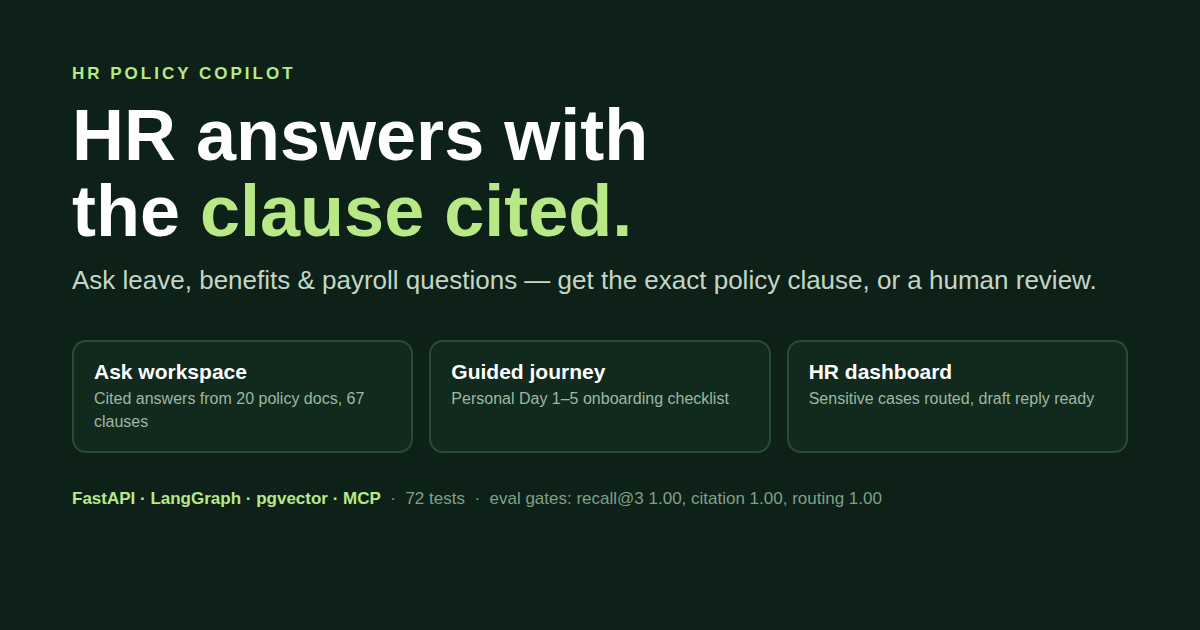 HR POLICY COPILOT
HR answers with
the clause cited.
Ask leave, benefits & payroll questions — get the exact policy clause, or a human review.
Ask workspace
Cited answers from 20 policy docs, 67
clauses
Guided journey
Personal Day 1–5 onboarding checklist
HR dashboard
Sensitive cases routed, draft reply ready
FastAPI · LangGraph · pgvector · MCP · 72 tests · eval gates: recall@3 1.00, citation 1.00, routing 1.00